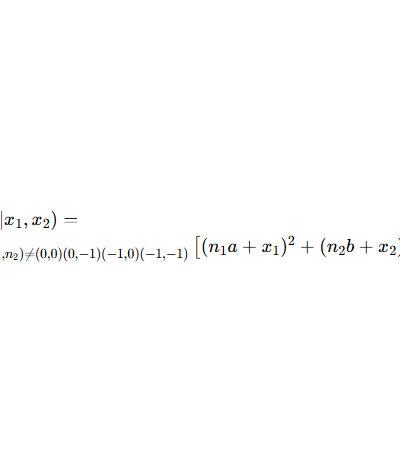 |x₁, x₂) =
,n₂)≠(0,0)(0,−1)(−1,0)(−1,−1) [(n₁a + x₁)² + (n₂b + x₂)